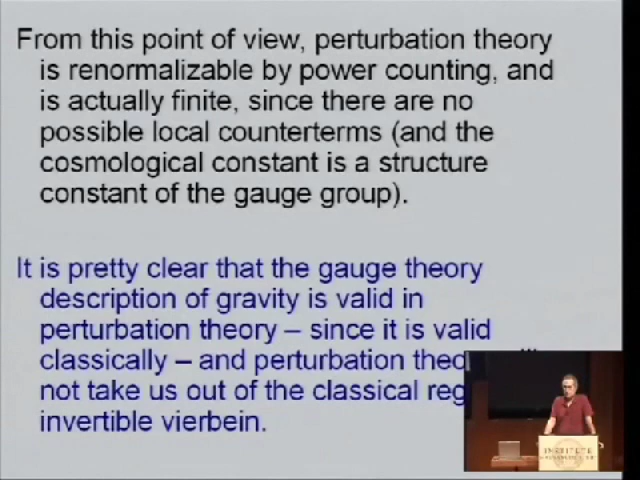 From this point of view, perturbation theory
is renormalizable by power counting, and
is actually finite, since there are no
possible local counterterms (and the
cosmological constant is a structure
constant of the gauge group).
It is pretty clear that the gauge theory
description of gravity is valid in
perturbation theory – since it is valid
classically – and perturbation
not take us out of the classical
invertible vierbein.
INSTITUTE